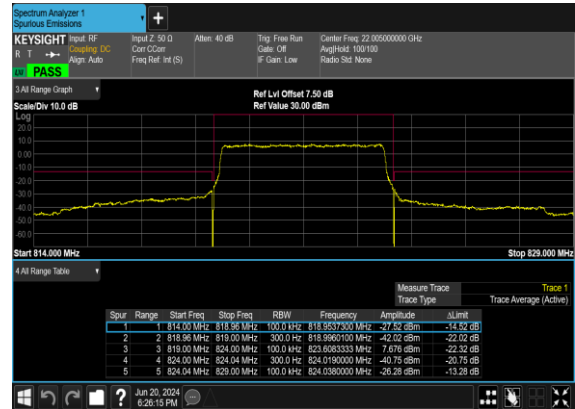 Spectrum Analyzer 1
Spurious Emissions
KEYSIGHT Input: RF Input Z: 50 Ω Atten: 40 dB Trig: Free Run Center Freq: 22.005000000 GHz
R T Coupling: DC Corr CCorr Gate: Off Avg|Hold: 100/100
Align: Auto Freq Ref: Int (S) IF Gain: Low Radio Std: None
PASS
3 All Range Graph
Ref Lvl Offset 7.50 dB
Scale/Div 10.0 dB Ref Value 30.00 dBm
Log
20.0
10.0
0.00
-10.0
-20.0
-30.0
-40.0
-50.0
-60.0
Start 814.000 MHz Stop 829.000 MHz
4 All Range Table
Measure Trace Trace 1
Trace Type Trace Average (Active)
Spur Range Start Freq Stop Freq RBW Frequency Amplitude ΔLimit
1 1 814.00 MHz 818.96 MHz 100.0 kHz 818.9537300 MHz -27.52 dBm -14.52 dB
2 2 818.96 MHz 819.00 MHz 300.0 Hz 818.9960100 MHz -42.02 dBm -22.02 dB
3 3 819.00 MHz 824.00 MHz 100.0 kHz 823.6083333 MHz 7.676 dBm -22.32 dB
4 4 824.00 MHz 824.04 MHz 300.0 Hz 824.0190000 MHz -40.75 dBm -20.75 dB
5 5 824.04 MHz 829.00 MHz 100.0 kHz 824.0380000 MHz -26.28 dBm -13.28 dB
Jun 20, 2024
6:26:15 PM